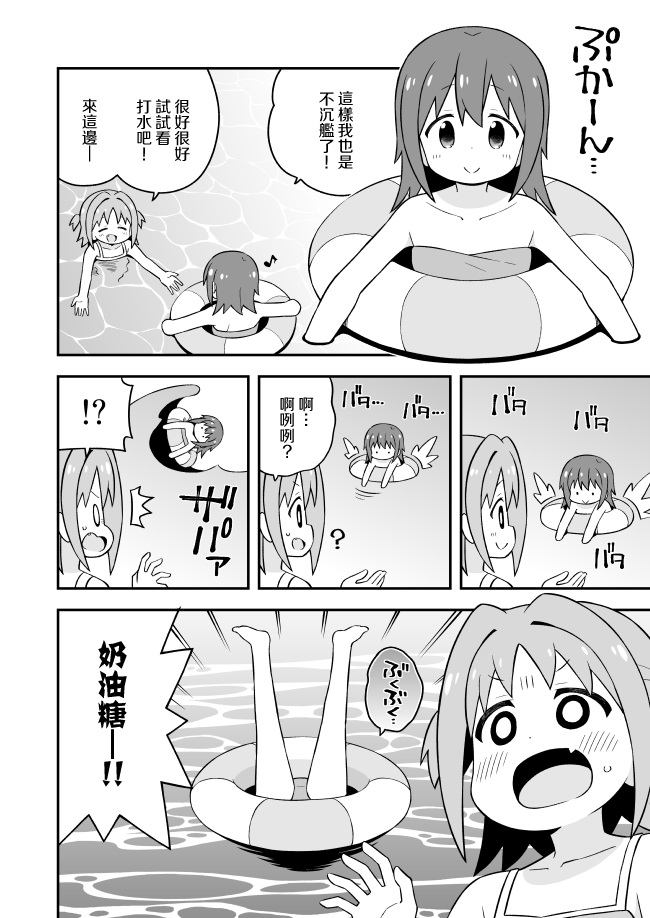 ぷかーん…
這樣我也是
不沉艦了！
很好很好
試試看
打水吧！
來這邊—
♪
バタ
バタ
バタ
バタ…
バタ…
啊…
啊咧咧？
？
!?
ザパァ
ぶくぶく…
奶油糖—!!